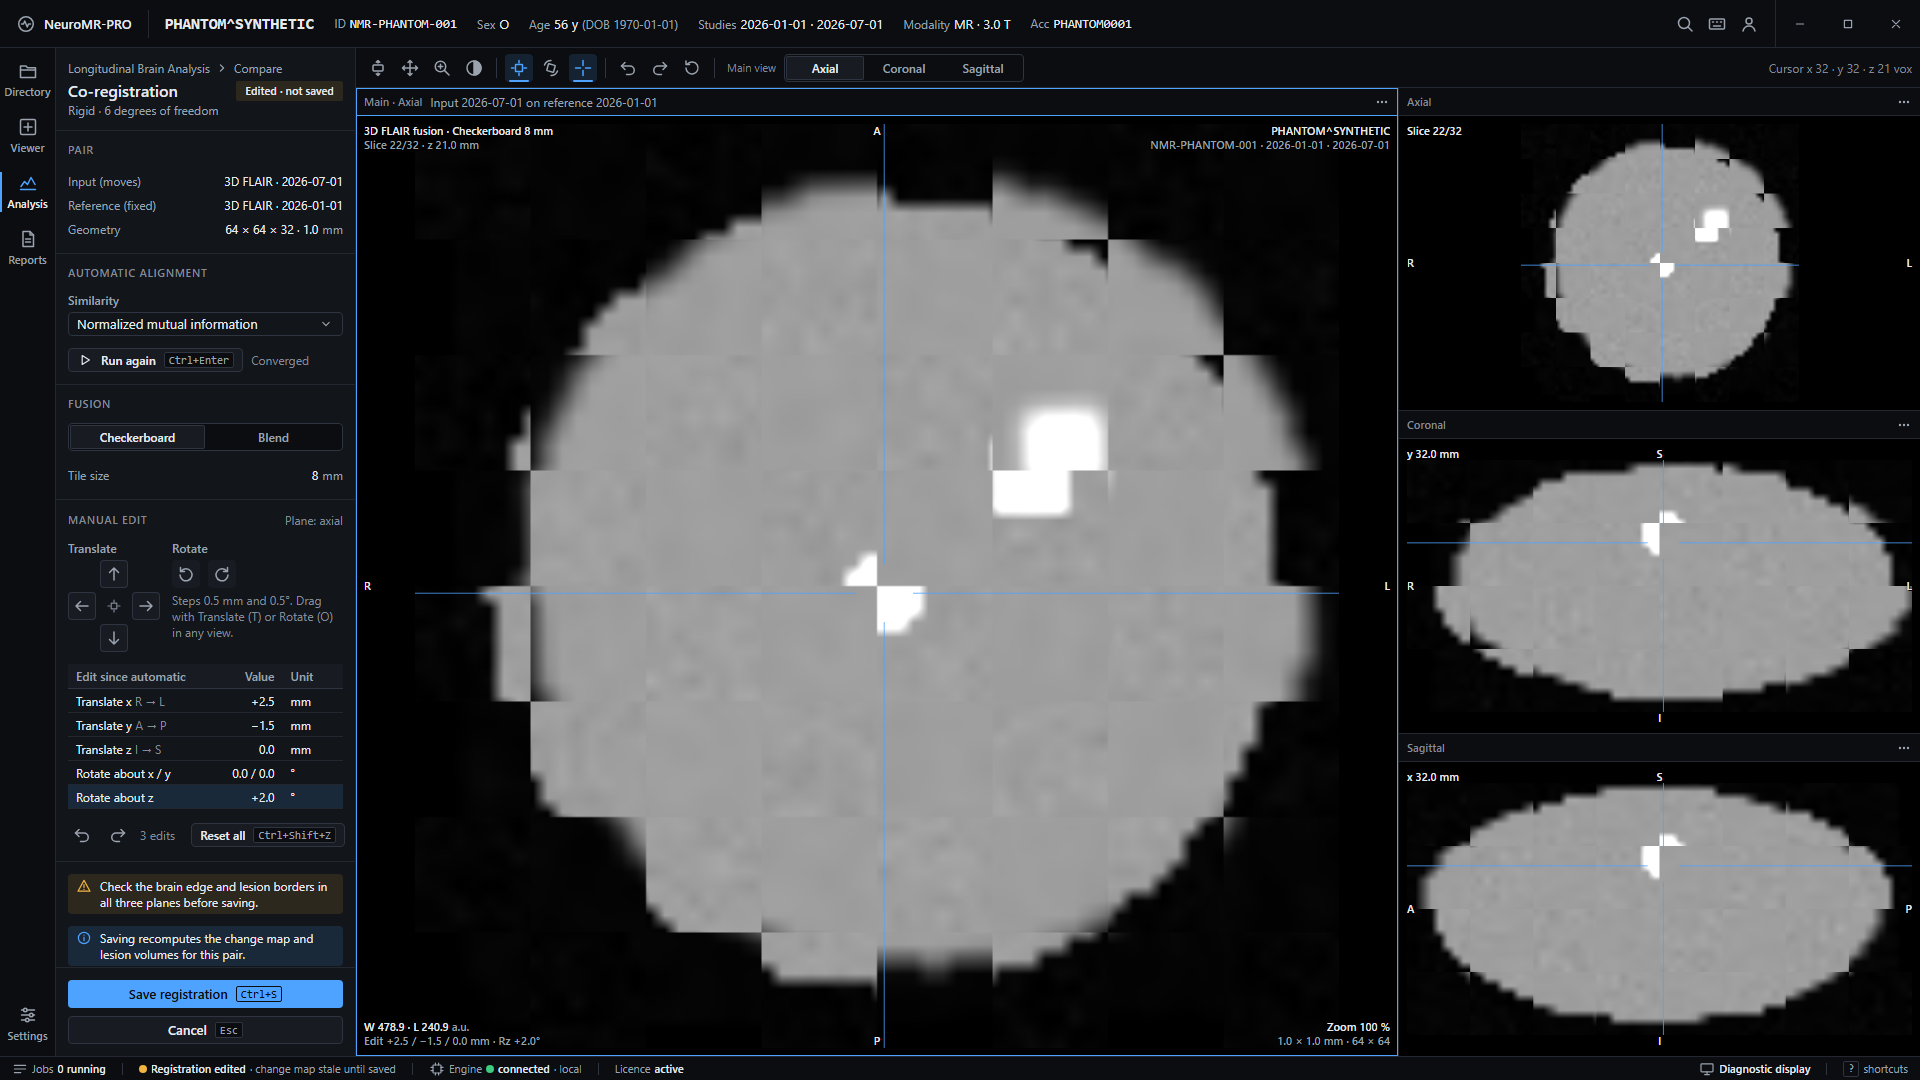 NeuroMR-PRO
PHANTOM^SYNTHETIC
ID NMR-PHANTOM-001
Sex O
Age 56 y (DOB 1970-01-01)
Studies 2026-01-01 · 2026-07-01
Modality MR · 3.0 T
Acc PHANTOM0001
Directory
Viewer
Analysis
Reports
Settings
Longitudinal Brain Analysis > Compare
Co-registration
Edited · not saved
Rigid · 6 degrees of freedom
PAIR
Input (moves) 3D FLAIR · 2026-07-01
Reference (fixed) 3D FLAIR · 2026-01-01
Geometry 64 × 64 × 32 · 1.0 mm
AUTOMATIC ALIGNMENT
Similarity
Normalized mutual information
Run again Ctrl+Enter Converged
FUSION
Checkerboard Blend
Tile size 8 mm
MANUAL EDIT Plane: axial
Translate Rotate
Steps 0.5 mm and 0.5°. Drag
with Translate (T) or Rotate (O)
in any view.
Edit since automatic Value Unit
Translate x R → L +2.5 mm
Translate y A → P −1.5 mm
Translate z I → S 0.0 mm
Rotate about x / y 0.0 / 0.0 °
Rotate about z +2.0 °
3 edits Reset all Ctrl+Shift+Z
Check the brain edge and lesion borders in
all three planes before saving.
Saving recomputes the change map and
lesion volumes for this pair.
Save registration Ctrl+S
Cancel Esc
Main view Axial Coronal Sagittal
Cursor x 32 · y 32 · z 21 vox
Main · Axial Input 2026-07-01 on reference 2026-01-01
3D FLAIR fusion · Checkerboard 8 mm
Slice 22/32 · z 21.0 mm
A
PHANTOM^SYNTHETIC
NMR-PHANTOM-001 · 2026-01-01 · 2026-07-01
R
L
W 478.9 · L 240.9 a.u.
Edit +2.5 / −1.5 / 0.0 mm · Rz +2.0°
P
Zoom 100 %
1.0 × 1.0 mm · 64 × 64
Axial
Slice 22/32
R
L
Coronal
y 32.0 mm
S
R
L
I
Sagittal
x 32.0 mm
S
A
P
I
Jobs 0 running
Registration edited · change map stale until saved
Engine connected · local
Licence active
Diagnostic display
? shortcuts